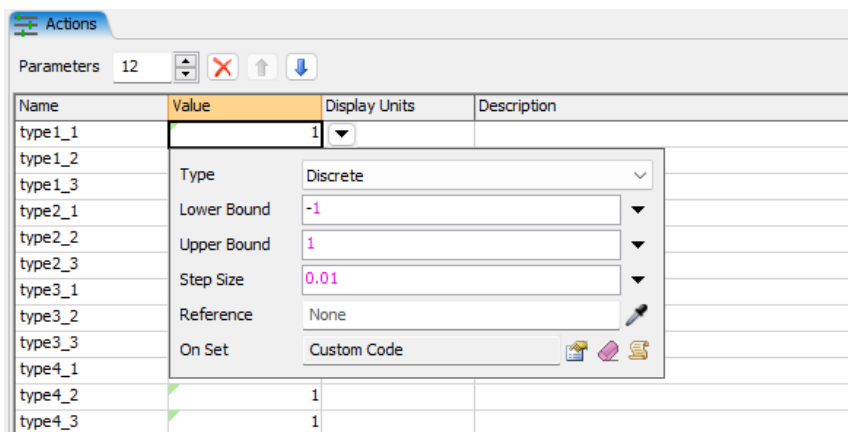 Actions
Parameters 12
Name Value Display Units Description
type1_1 1
type1_2
type1_3
type2_1
type2_2
type2_3
type3_1
type3_2
type3_3
type4_1
type4_2 1
type4_3 1
Type Discrete
Lower Bound -1
Upper Bound 1
Step Size 0.01
Reference None
On Set Custom Code